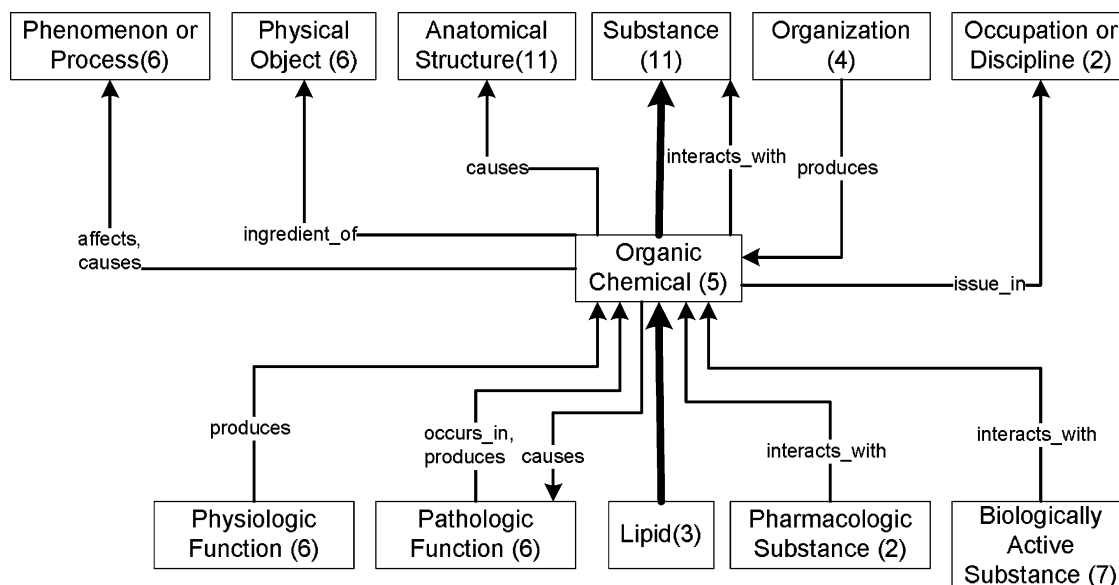 Phenomenon or
Process(6)
Physical
Object (6)
Anatomical
Structure(11)
Substance
(11)
Organization
(4)
Occupation or
Discipline (2)
causes
interacts_with
produces
affects,
causes
ingredient_of
Organic
Chemical (5)
issue_in
produces
occurs_in,
produces
causes
interacts_with
interacts_with
Physiologic
Function (6)
Pathologic
Function (6)
Lipid(3)
Pharmacologic
Substance (2)
Biologically
Active
Substance (7)